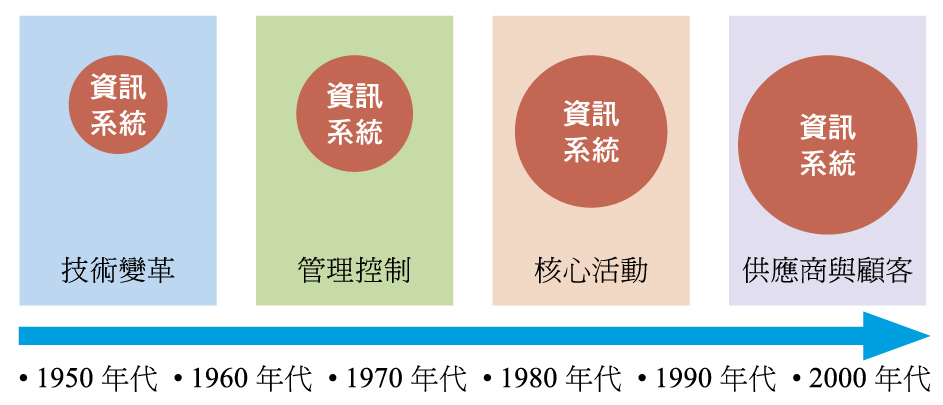 資訊
系統
技術變革
資訊
系統
管理控制
資訊
系統
核心活動
資訊
系統
供應商與顧客
• 1950 年代 • 1960 年代 • 1970 年代 • 1980 年代 • 1990 年代 • 2000 年代